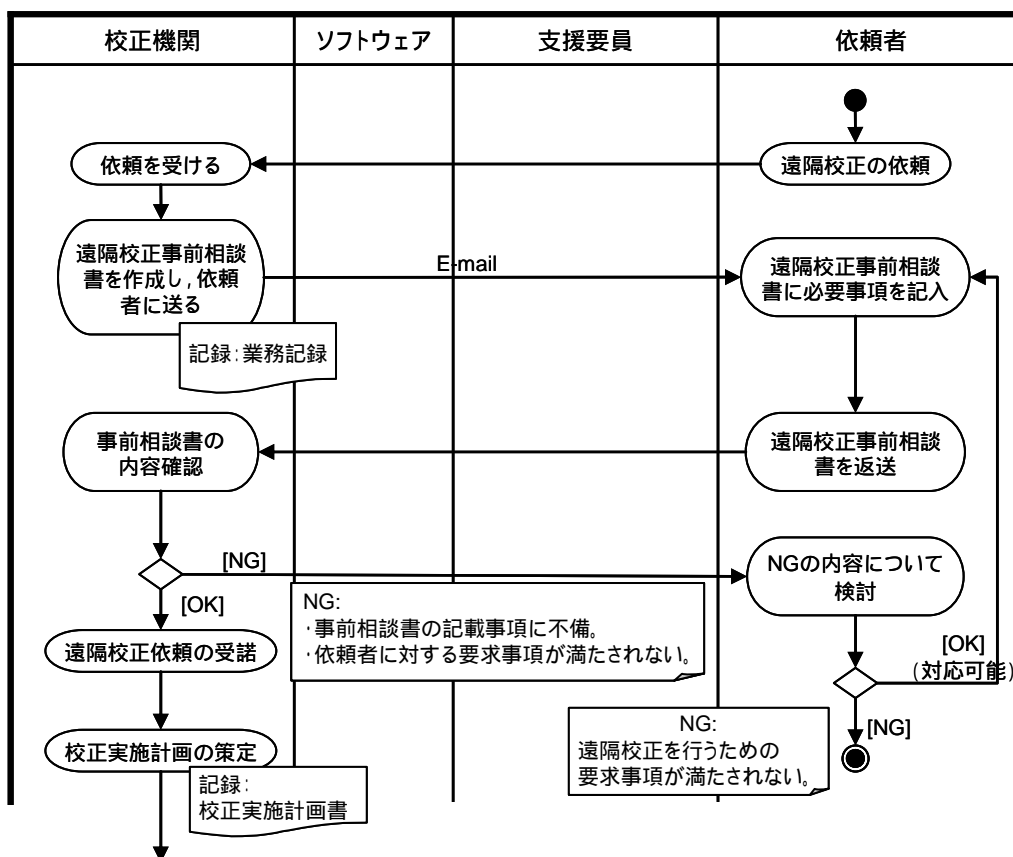 校正機関
ソフトウェア
支援要員
依頼者
依頼を受ける
遠隔校正の依頼
遠隔校正事前相談
書を作成し,依頼
者に送る
E-mail
遠隔校正事前相談
書に必要事項を記入
記録:業務記録
事前相談書の
内容確認
遠隔校正事前相談
書を返送
[NG]
NGの内容について
検討
[OK]
NG:
・事前相談書の記載事項に不備。
・依頼者に対する要求事項が満たされない。
遠隔校正依頼の受諾
[OK]
(対応可能)
校正実施計画の策定
NG:
遠隔校正を行うための
要求事項が満たされない。
[NG]
記録:
校正実施計画書